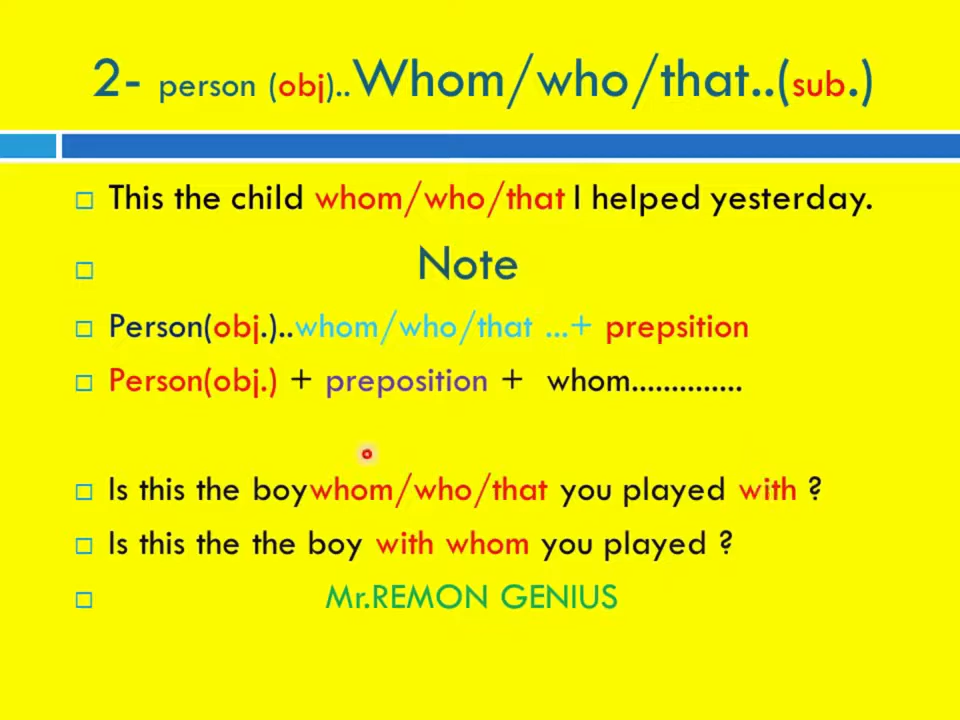 2- person (obj)..Whom/who/that..(sub.)
This the child whom/who/that I helped yesterday.
Note
Person(obj.)..whom/who/that ...+ prepsition
Person(obj.) + preposition + whom..............
Is this the boywhom/who/that you played with ?
Is this the the boy with whom you played ?
Mr.REMON GENIUS